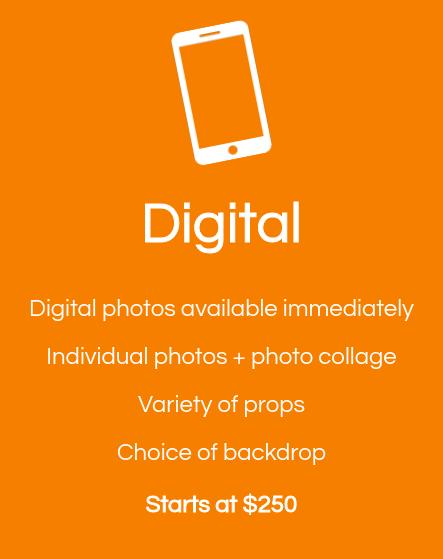 Digital
Digital photos available immediately
Individual photos + photo collage
Variety of props
Choice of backdrop
Starts at $250